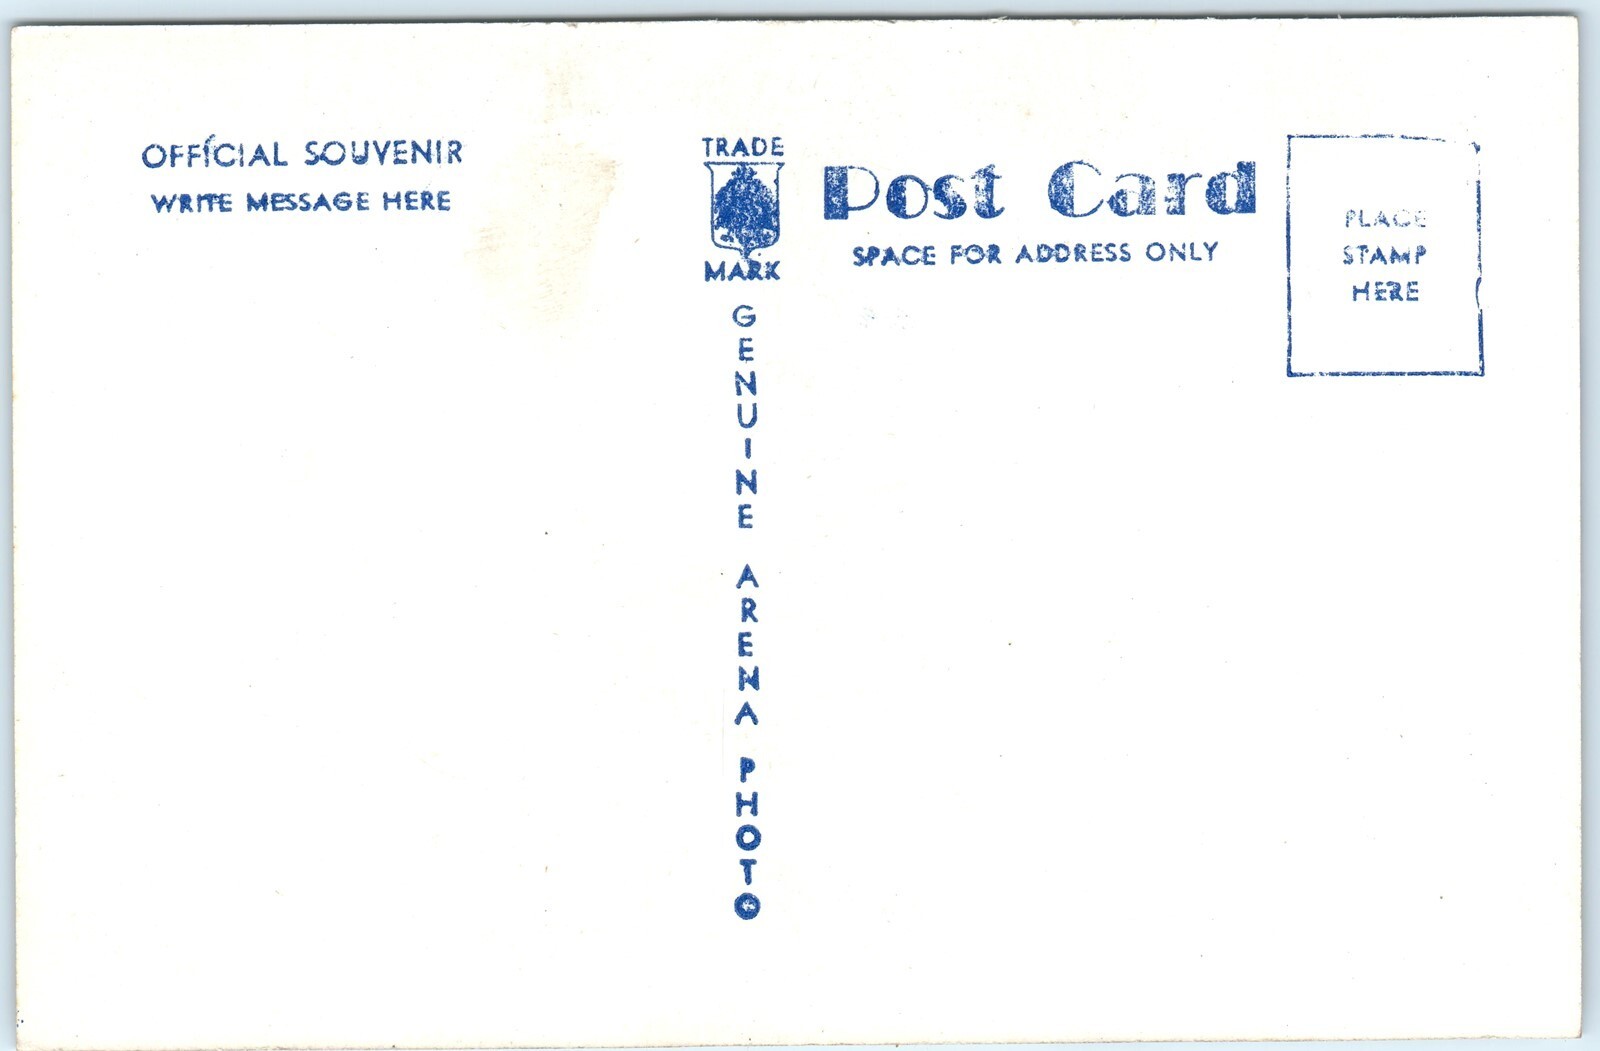 OFFICIAL SOUVENIR
WRITE MESSAGE HERE
TRADE
MARK
GENUINE ARENA PHOTO
Post Card
SPACE FOR ADDRESS ONLY
PLACE
STAMP
HERE